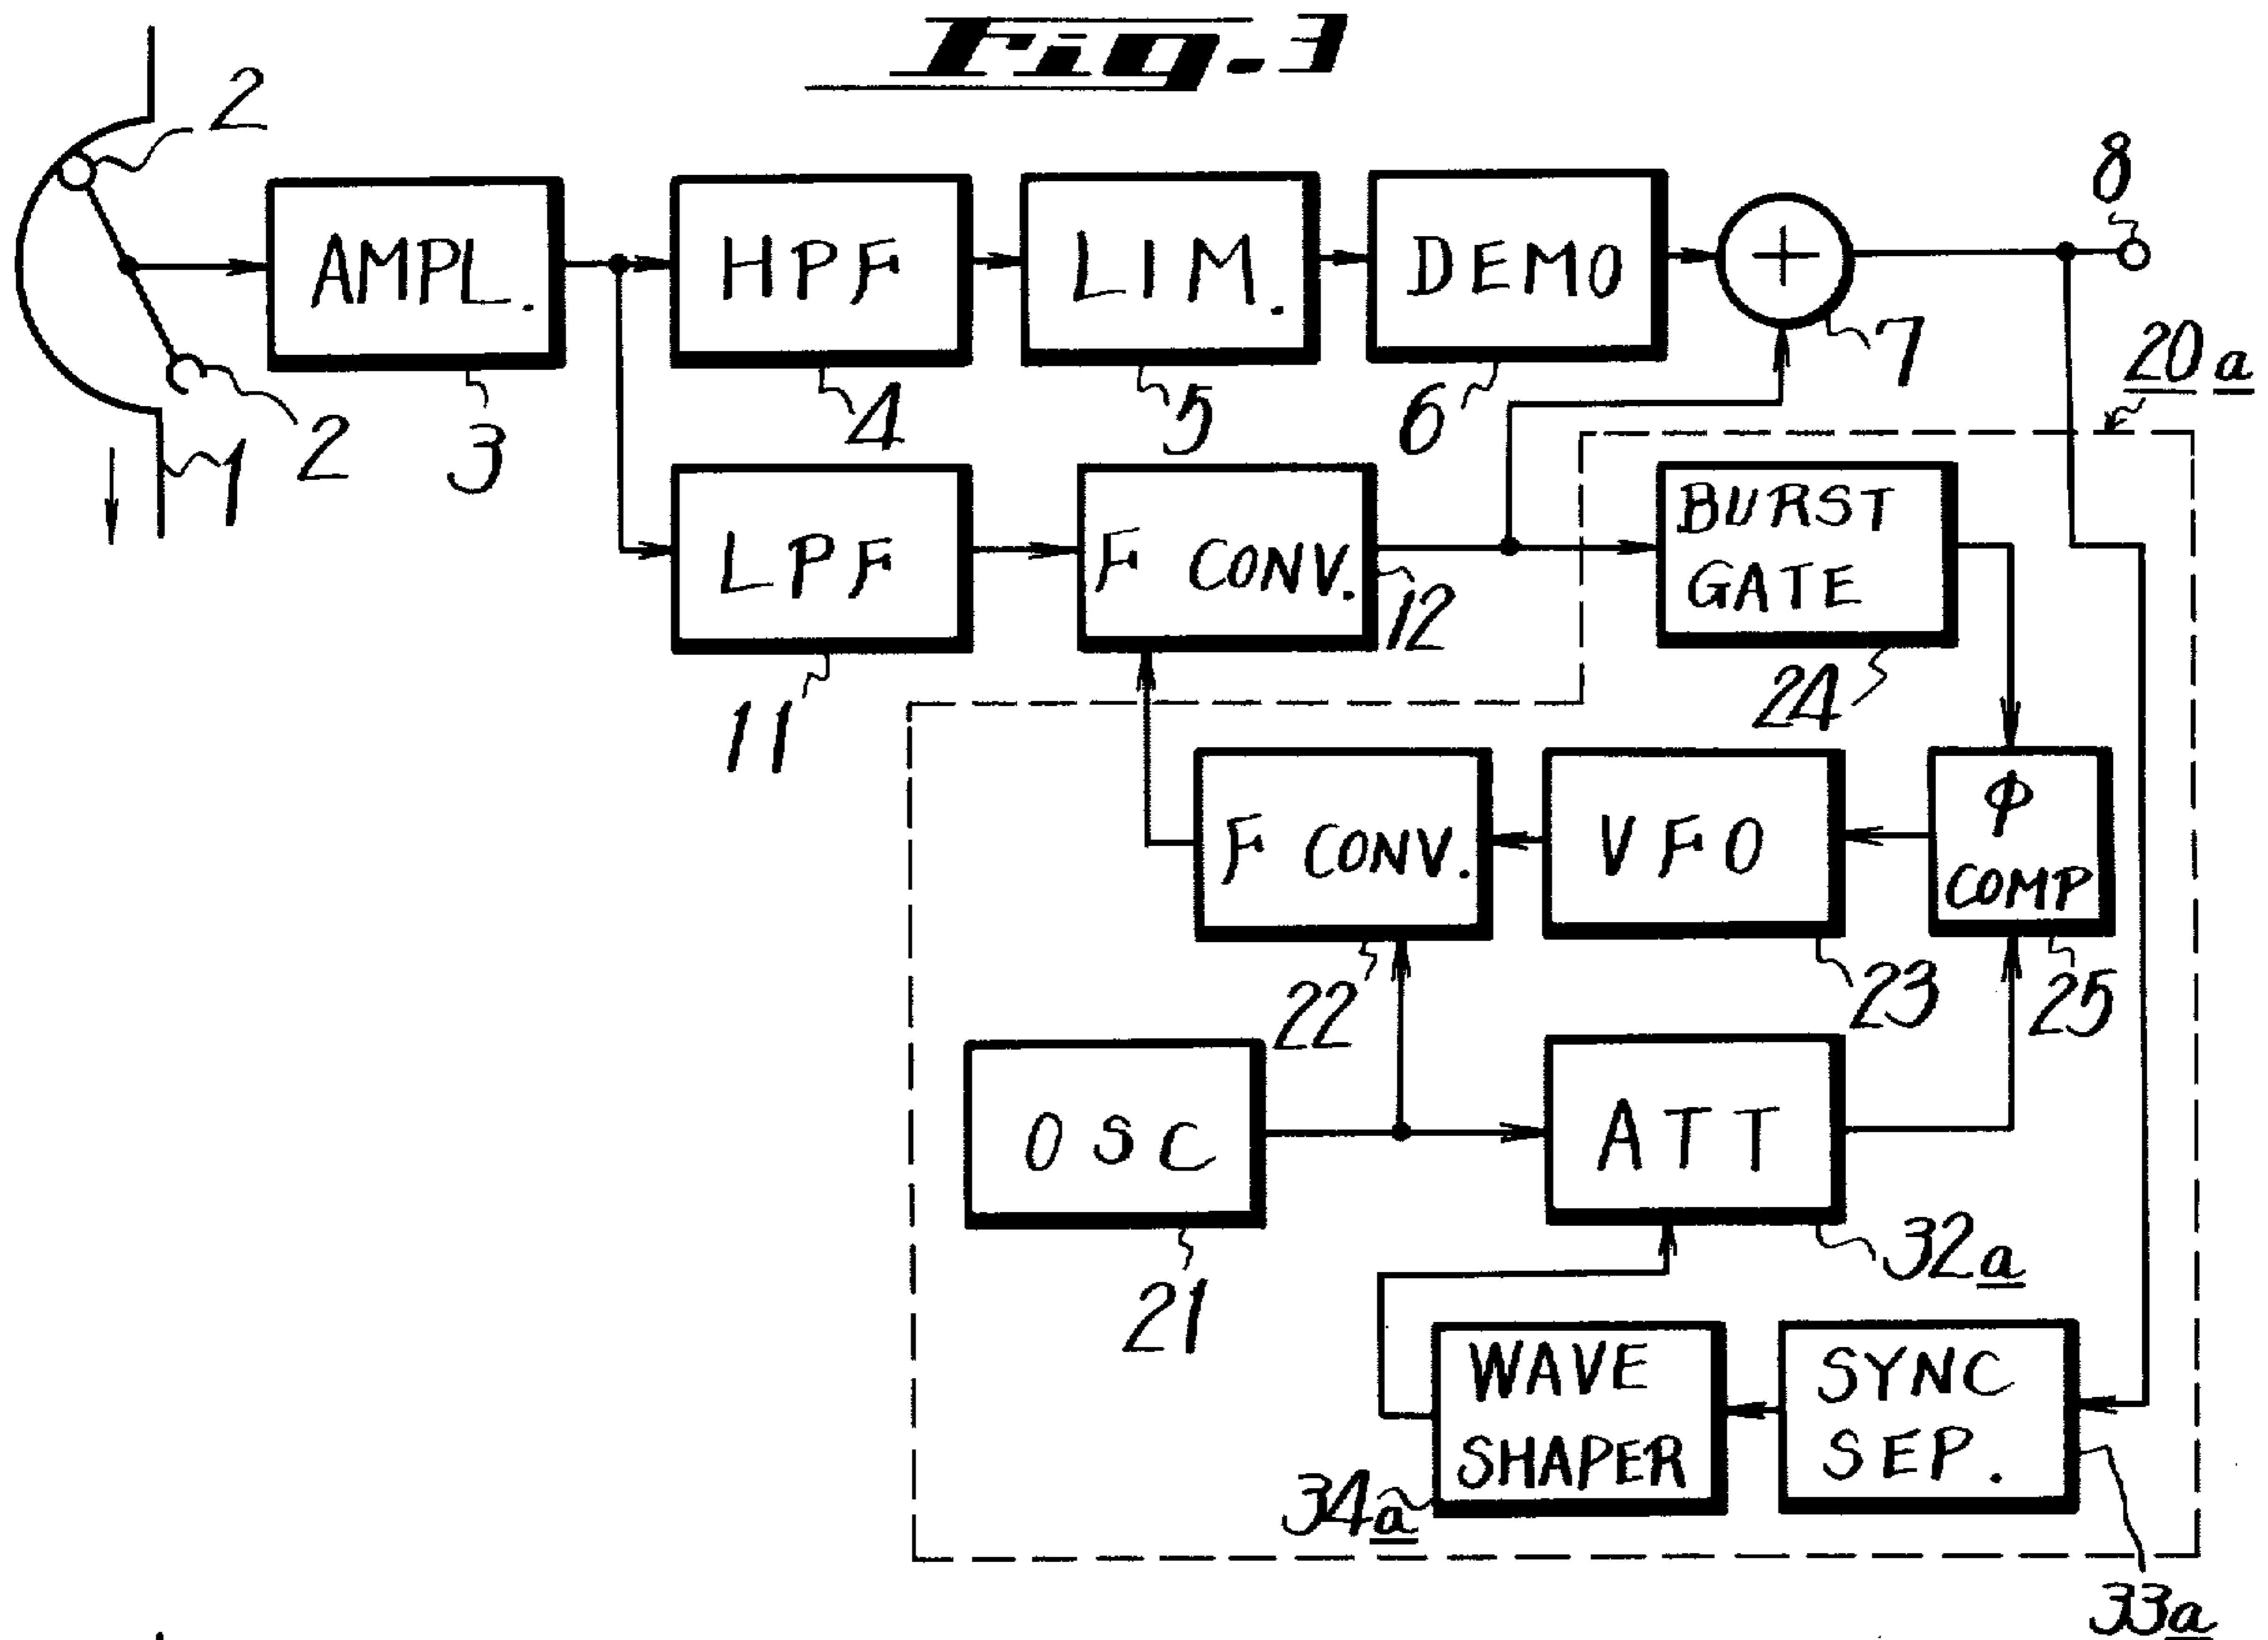 Fig-3
2
2
1
AMPL.
3
HPF
4
LIM.
5
DEMO
6
+
7
8
20a
LPF
11
F CONV.
12
BURST
GATE
24
F CONV.
22
VFO
23
φ
COMP
25
OSC
21
ATT
32a
WAVE
SHAPER
34a
SYNC
SEP.
33a